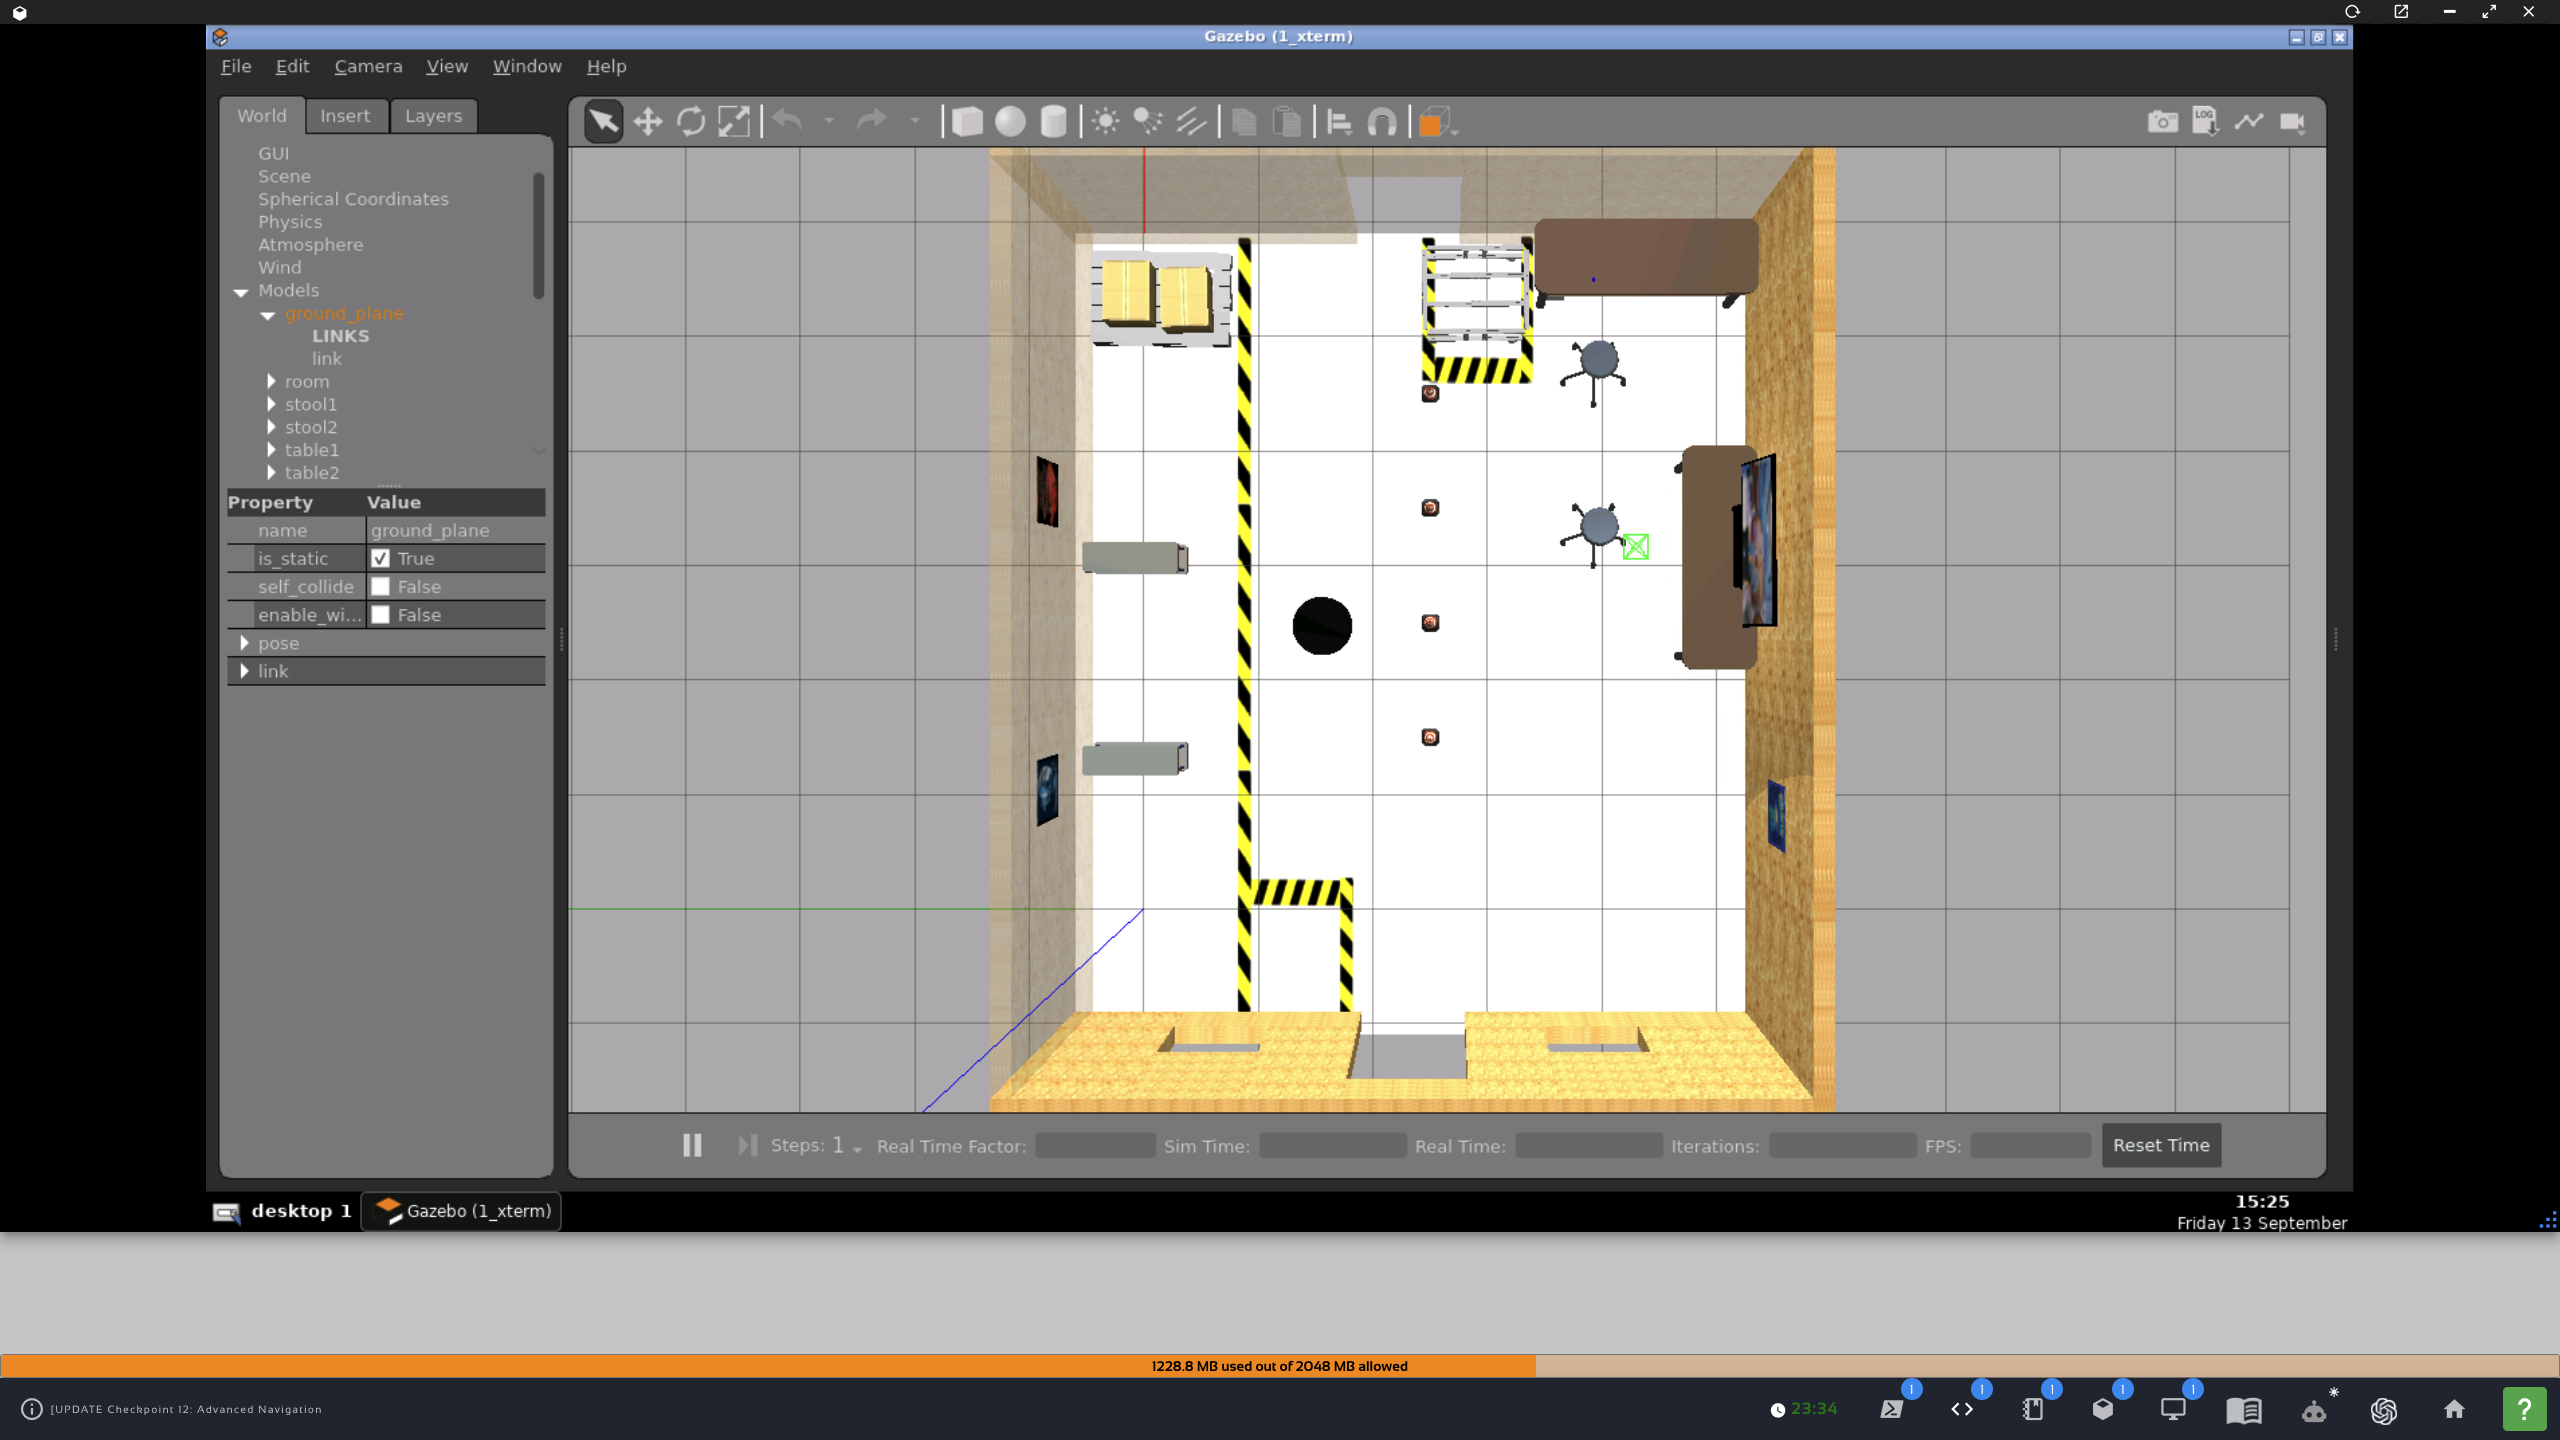 Gazebo (1_xterm)
File Edit Camera View Window Help
World Insert Layers
GUI
Scene
Spherical Coordinates
Physics
Atmosphere
Wind
Models
ground_plane
LINKS
link
room
stool1
stool2
table1
table2
Property Value
name ground_plane
is_static True
self_collide False
enable_wi... False
pose
link
LOG
Steps: 1 Real Time Factor: Sim Time: Real Time: Iterations: FPS: Reset Time
desktop 1 Gazebo (1_xterm)
15:25
Friday 13 September
1228.8 MB used out of 2048 MB allowed
[UPDATE Checkpoint 12: Advanced Navigation
23:34 1 1 1 1 1 ?